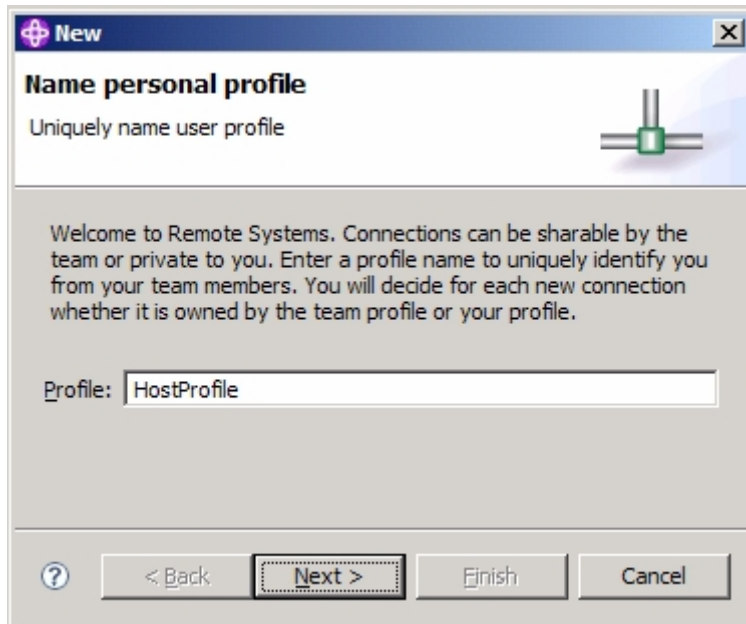 New
Name personal profile
Uniquely name user profile
Welcome to Remote Systems. Connections can be sharable by the
team or private to you. Enter a profile name to uniquely identify you
from your team members. You will decide for each new connection
whether it is owned by the team profile or your profile.
Profile: HostProfile
? < Back Next > Finish Cancel